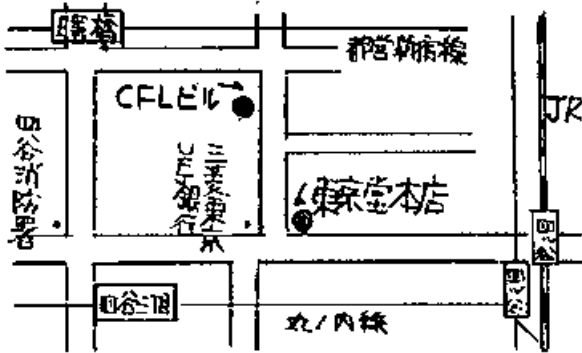 曙橋
都営新宿線
CFLビル
JR
四谷消防署
三菱東京
UFJ銀行
東京堂本店
四ツ谷
四ツ谷
四谷三丁目
丸ノ内線